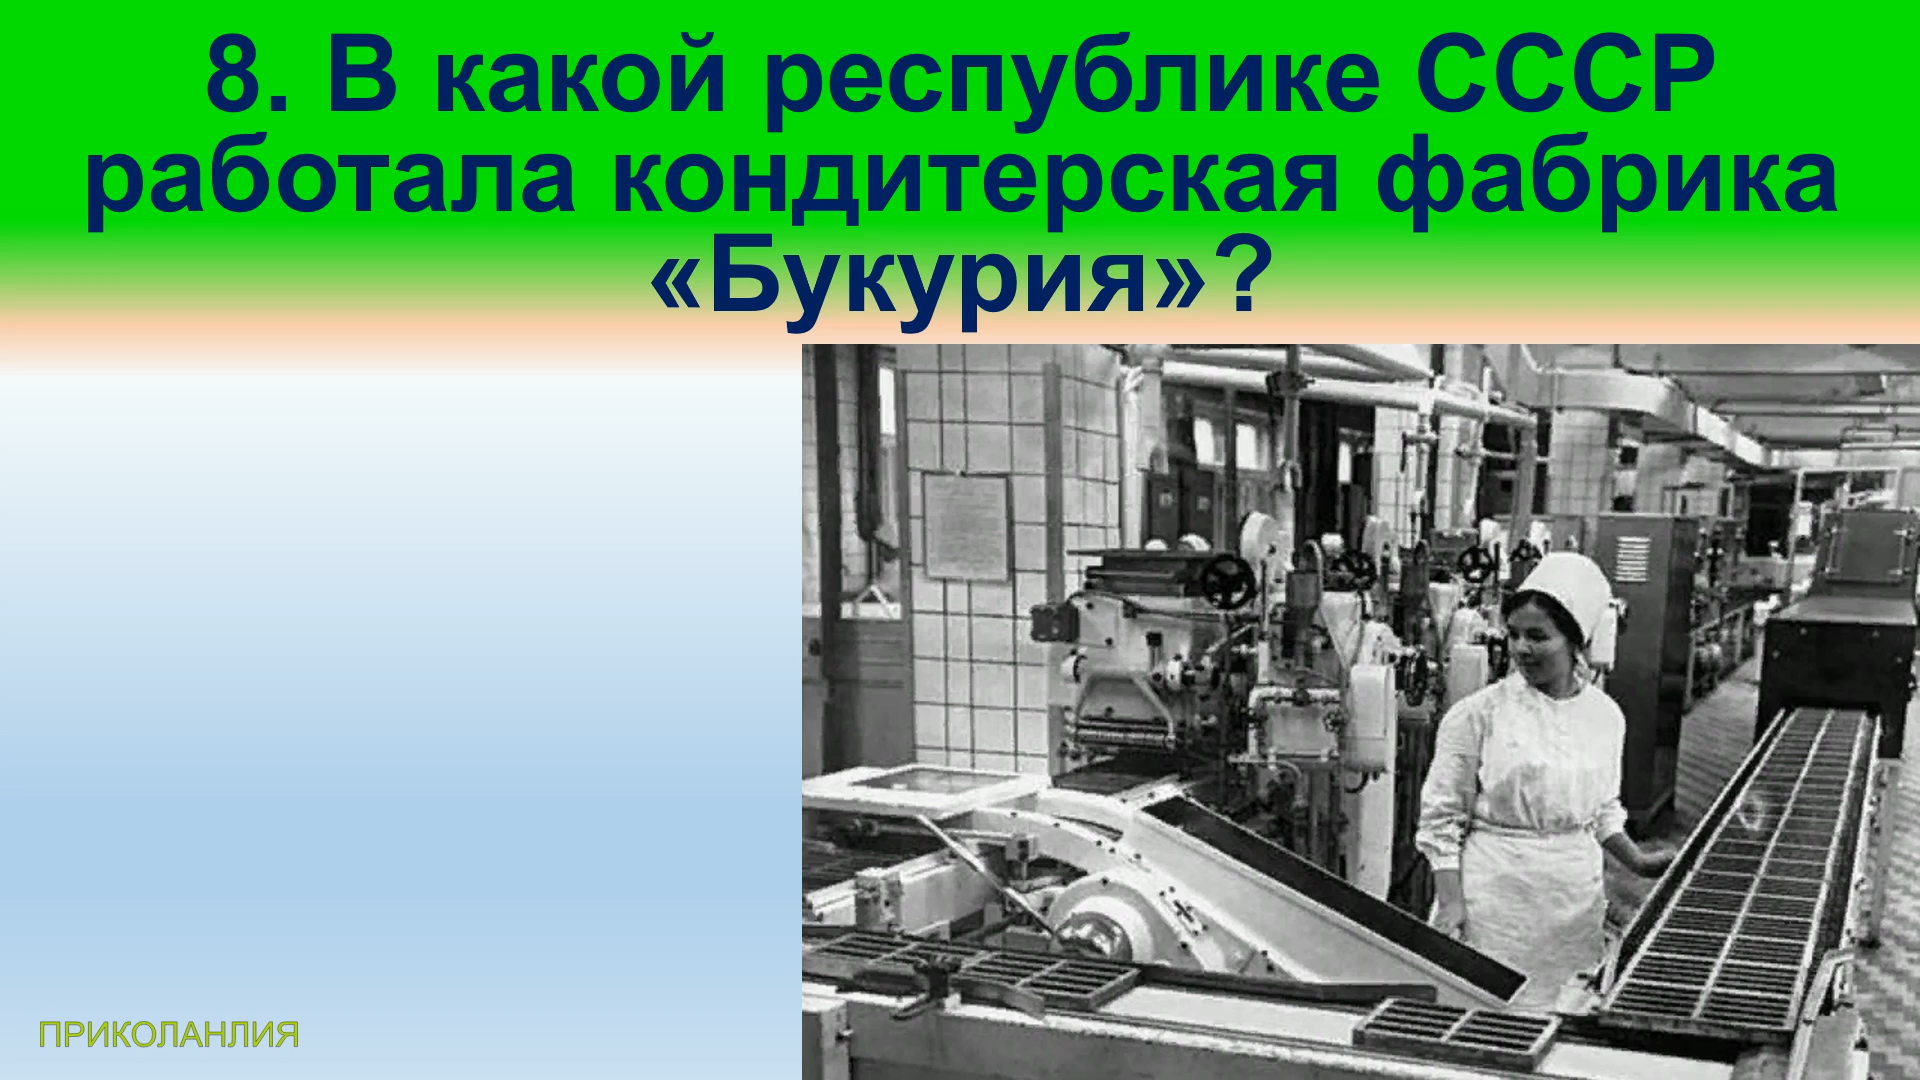 8. В какой республике СССР
работала кондитерская фабрика
«Букурия»?
ПРИКОЛАНЛИЯ